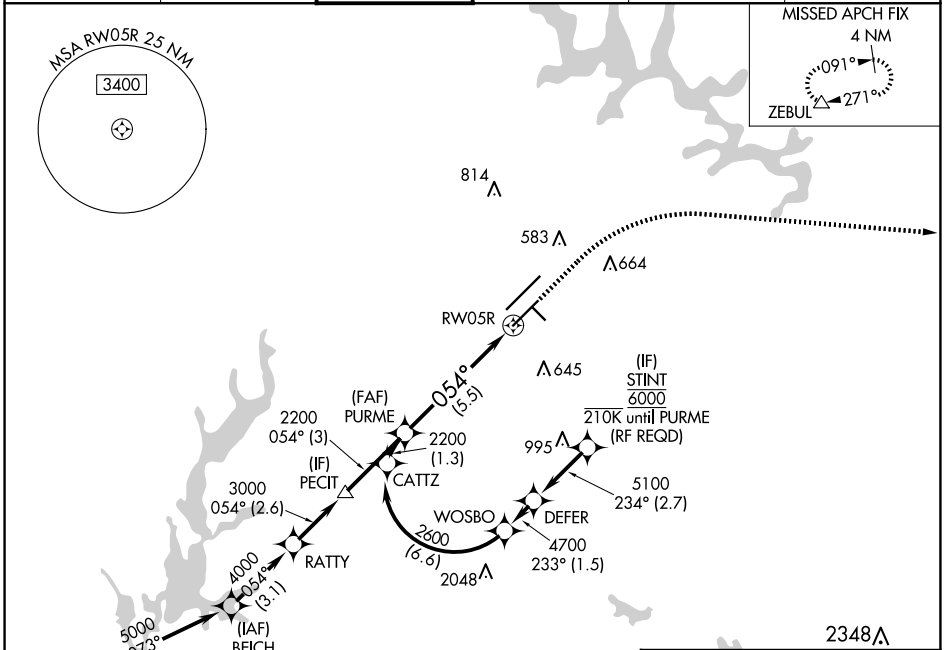 MSA RW05R 25 NM
3400
MISSED APCH FIX
4 NM
091°
271°
ZEBUL
814
583
664
RW05R
645
(IF)
STINT
6000
210K until PURME
(RF REQD)
995
054°
(5.5)
(FAF)
PURME
2200
054° (3)
2200
(1.3)
(IF)
PECIT
CATTZ
3000
054° (2.6)
5100
234° (2.7)
WOSBO
DEFER
2600
(6.6)
4700
233° (1.5)
RATTY
2048
4000
054°
(3.1)
(IAF)
5000
2348